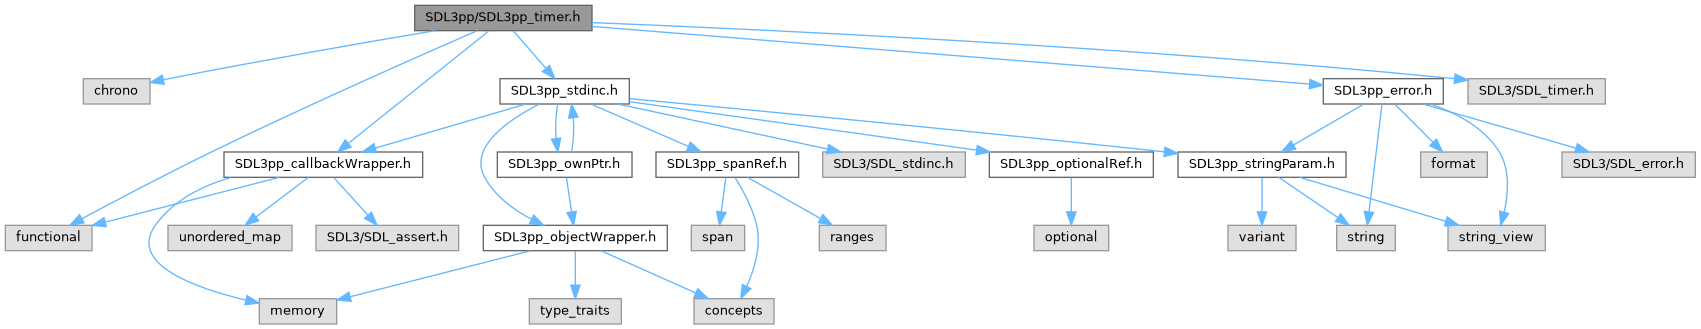 SDL3pp/SDL3pp_timer.h
chrono
SDL3pp_stdinc.h
SDL3pp_error.h
SDL3/SDL_timer.h
SDL3pp_callbackWrapper.h
SDL3pp_ownPtr.h
SDL3pp_spanRef.h
SDL3/SDL_stdinc.h
SDL3pp_optionalRef.h
SDL3pp_stringParam.h
format
SDL3/SDL_error.h
functional
unordered_map
SDL3/SDL_assert.h
SDL3pp_objectWrapper.h
span
ranges
optional
variant
string
string_view
memory
type_traits
concepts